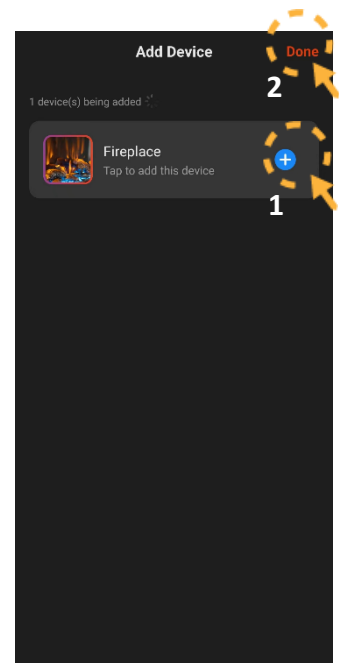 Add Device
Done
2
1 device(s) being added
Fireplace
Tap to add this device
1